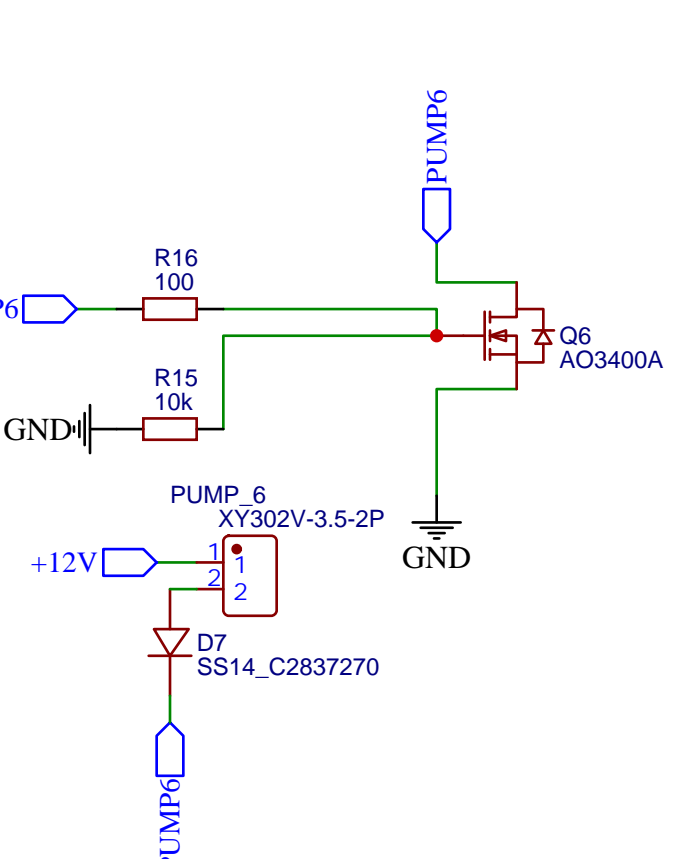 PUMP6
R16
100
P6
Q6
AO3400A
R15
10k
GND
PUMP_6
XY302V-3.5-2P
GND
+12V
1
1
2
2
D7
SS14_C2837270
PUMP6